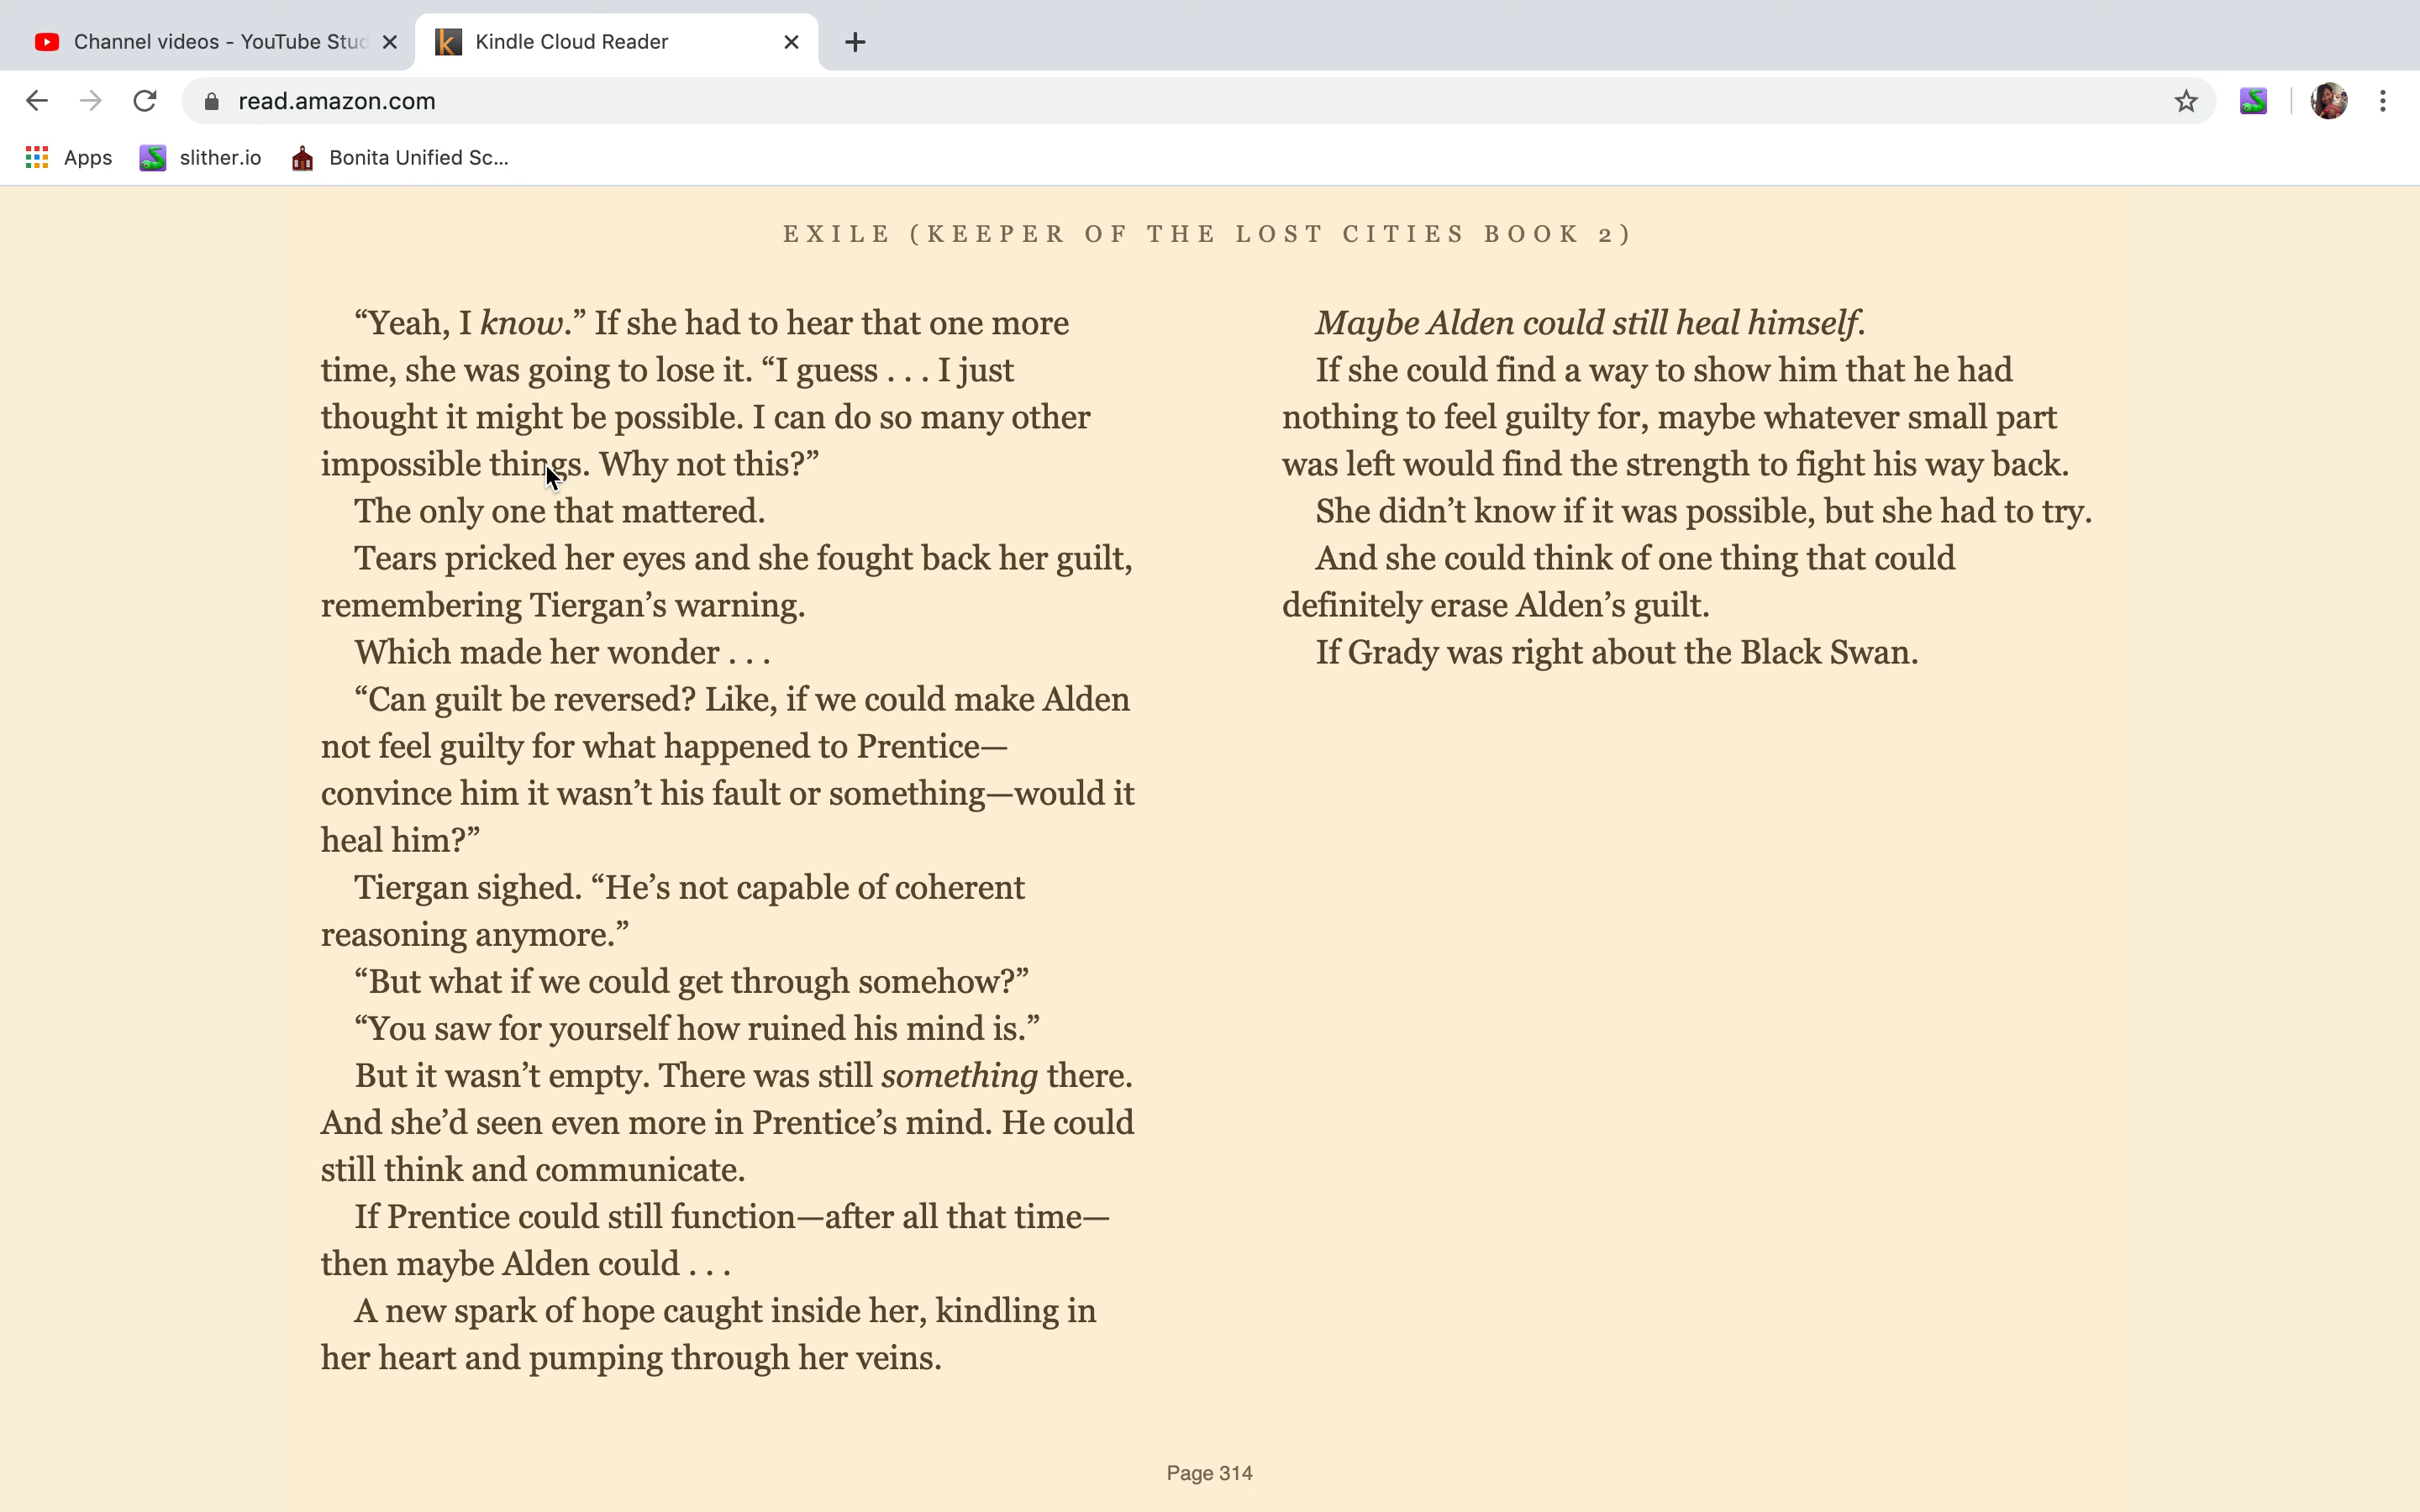 Channel videos - YouTube Stud
Kindle Cloud Reader
read.amazon.com
Apps
slither.io
Bonita Unified Sc...
EXILE (KEEPER OF THE LOST CITIES BOOK 2)
“Yeah, I know.” If she had to hear that one more
time, she was going to lose it. “I guess . . . I just
thought it might be possible. I can do so many other
impossible things. Why not this?”
The only one that mattered.
Tears pricked her eyes and she fought back her guilt,
remembering Tiergan’s warning.
Which made her wonder . . .
“Can guilt be reversed? Like, if we could make Alden
not feel guilty for what happened to Prentice—
convince him it wasn’t his fault or something—would it
heal him?”
Tiergan sighed. “He’s not capable of coherent
reasoning anymore.”
“But what if we could get through somehow?”
“You saw for yourself how ruined his mind is.”
But it wasn’t empty. There was still something there.
And she’d seen even more in Prentice’s mind. He could
still think and communicate.
If Prentice could still function—after all that time—
then maybe Alden could . . .
A new spark of hope caught inside her, kindling in
her heart and pumping through her veins.
Maybe Alden could still heal himself.
If she could find a way to show him that he had
nothing to feel guilty for, maybe whatever small part
was left would find the strength to fight his way back.
She didn’t know if it was possible, but she had to try.
And she could think of one thing that could
definitely erase Alden’s guilt.
If Grady was right about the Black Swan.
Page 314